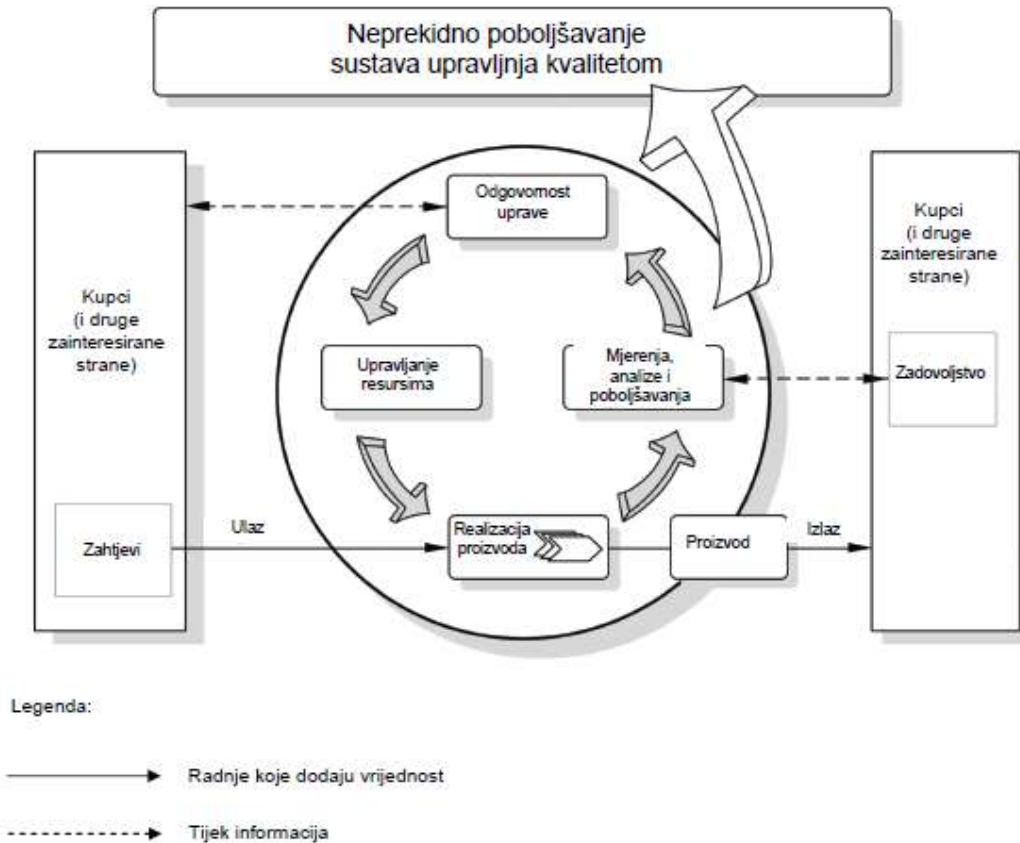 Neprekidno poboljšavanje
sustava upravljnja kvalitetom
Odgovornost
uprave
Kupci
(i druge
zainteresirane
strane)
Kupci
(i druge
zainteresirane
strane)
Upravljanje
resursima
Mjerenja,
analize i
poboljšavanja
Zadovoljstvo
Zahtjevi
Ulaz
Realizacija
proizvoda
Proizvod
Izlaz
Legenda:
Radnje koje dodaju vrijednost
Tijek informacija